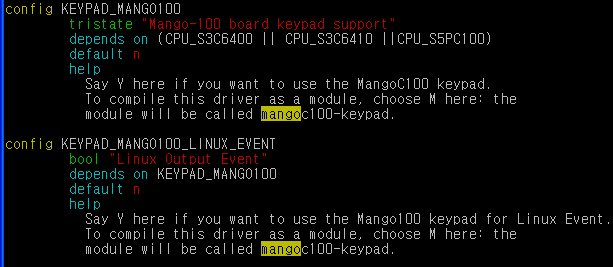 config KEYPAD_MANGO100
tristate "Mango-100 board keypad support"
depends on (CPU_S3C6400 || CPU_S3C6410 ||CPU_S5PC100)
default n
help
Say Y here if you want to use the MangoC100 keypad.
To compile this driver as a module, choose M here: the
module will be called mangoc100-keypad.
config KEYPAD_MANGO100_LINUX_EVENT
bool "Linux Output Event"
depends on KEYPAD_MANGO100
default n
help
Say Y here if you want to use the Mango100 keypad for Linux Event.
To compile this driver as a module, choose M here: the
module will be called mangoc100-keypad.